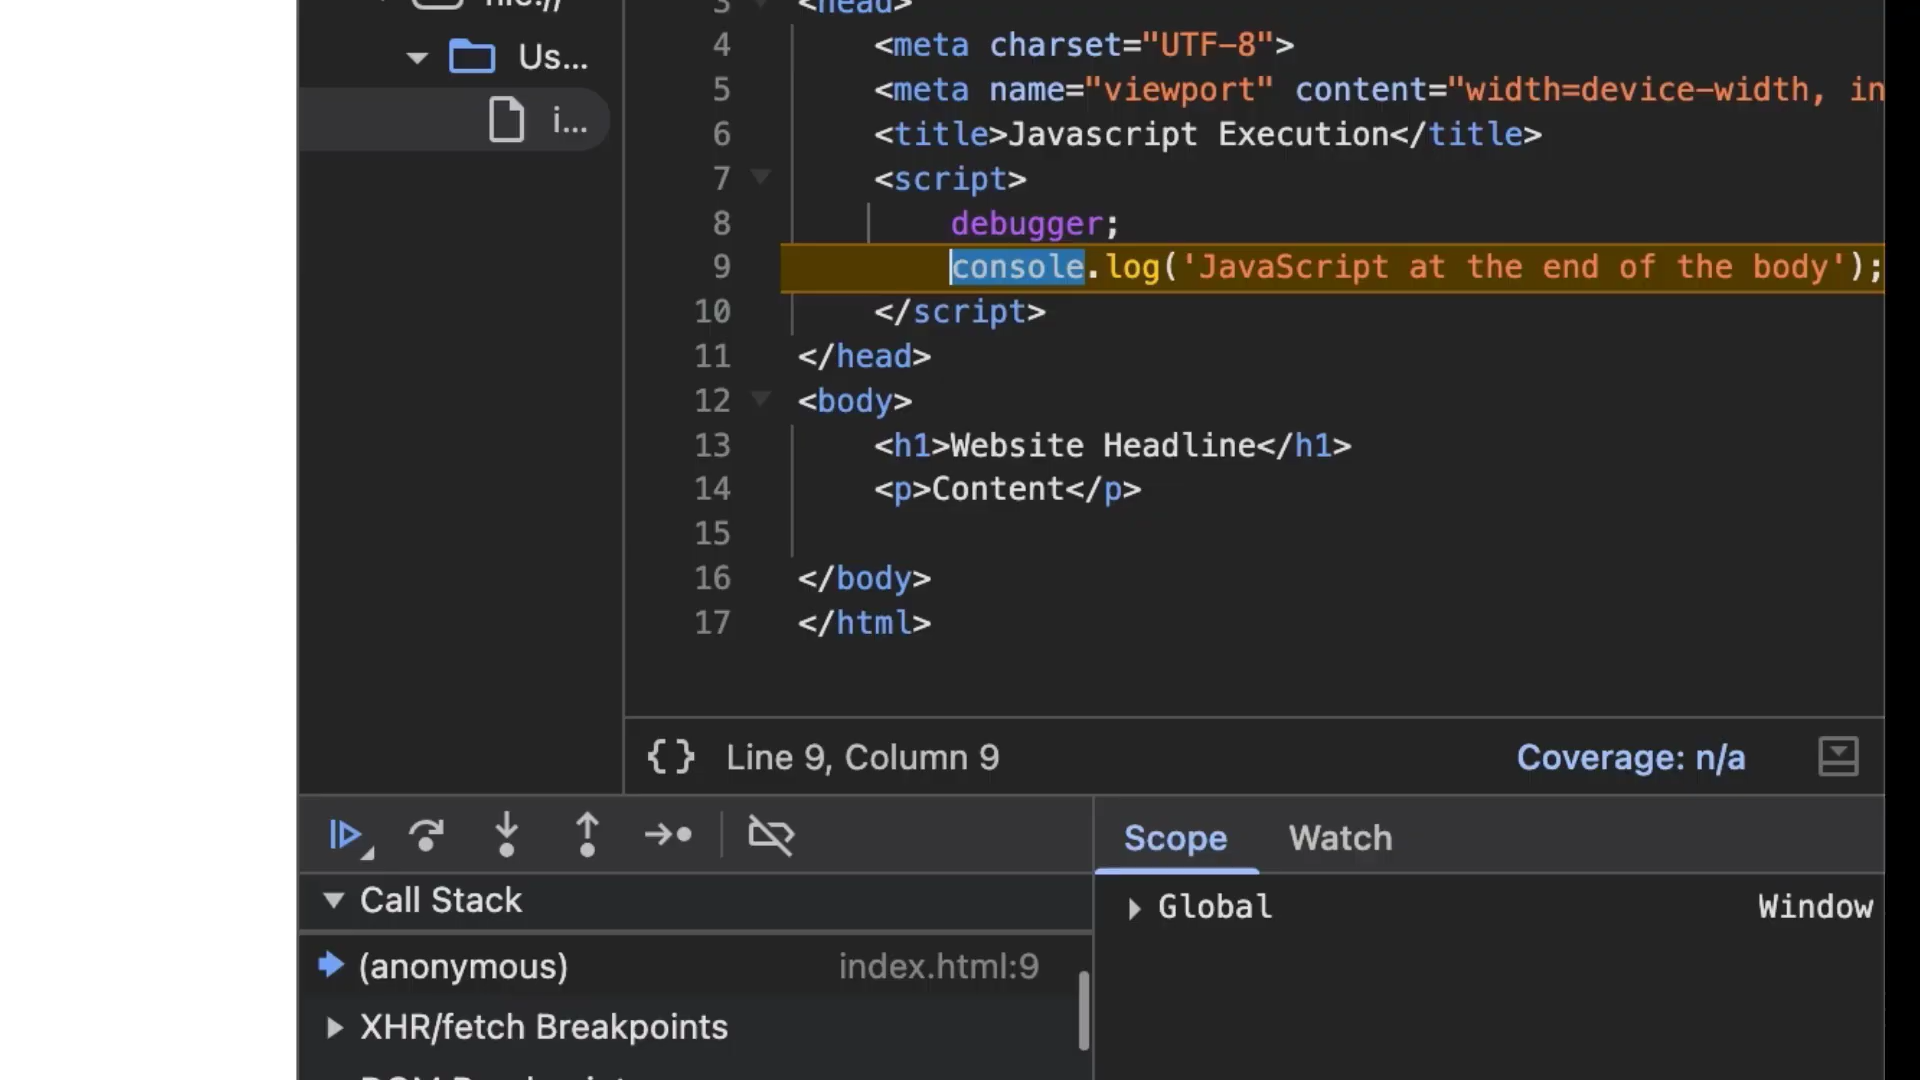 Us...
i...
3 <head>
4 <meta charset="UTF-8">
5 <meta name="viewport" content="width=device-width, in
6 <title>Javascript Execution</title>
7 <script>
8 debugger;
9 console.log('JavaScript at the end of the body');
10 </script>
11 </head>
12 <body>
13 <h1>Website Headline</h1>
14 <p>Content</p>
15
16 </body>
17 </html>
{} Line 9, Column 9
Coverage: n/a
Scope
Watch
Call Stack
Global
Window
(anonymous)
index.html:9
XHR/fetch Breakpoints